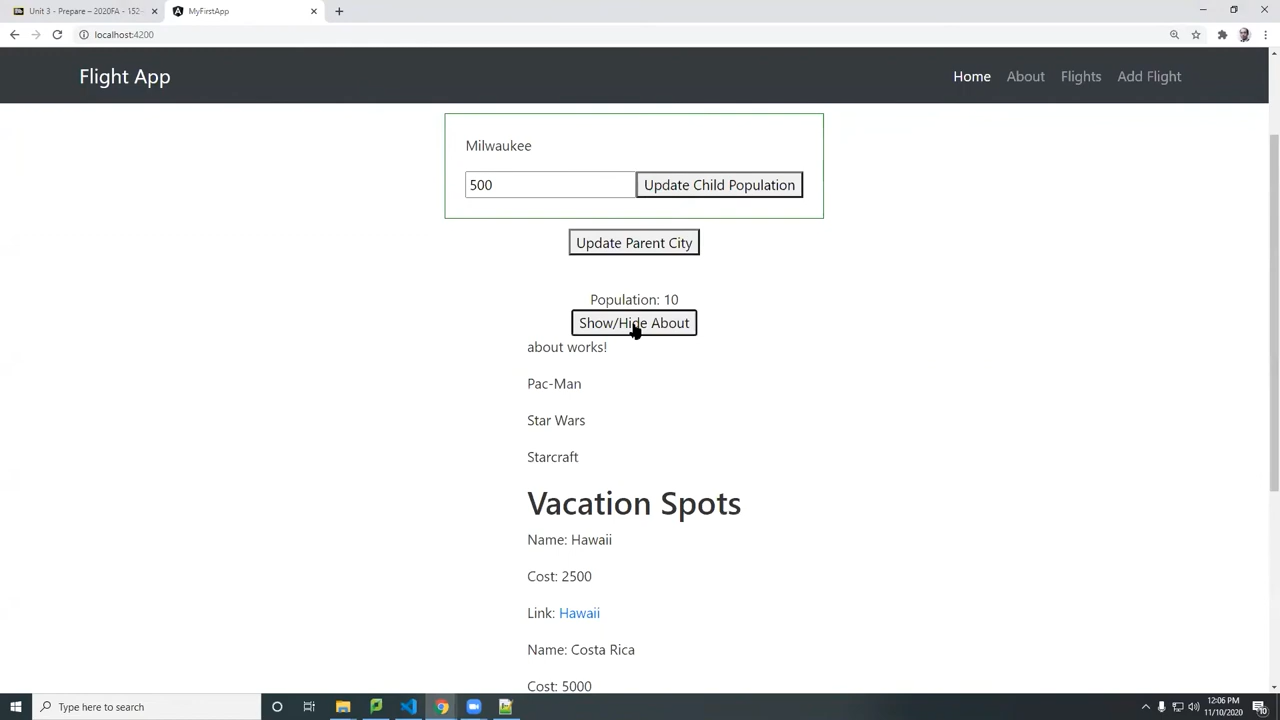 Unit 3 - Prepare – 2020FA - 152-
MyFirstApp
localhost:4200
Flight App
Home About Flights Add Flight
Milwaukee
500 Update Child Population
Update Parent City
Population: 10
Show/Hide About
about works!
Pac-Man
Star Wars
Starcraft
Vacation Spots
Name: Hawaii
Cost: 2500
Link: Hawaii
Name: Costa Rica
Cost: 5000
Type here to search
12:06 PM
11/10/2020